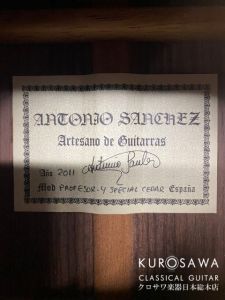 ANTONIO SANCHEZ
Artesano de Guitarras
Año 2011
Mod PROFESOR-4 SPECIAL CEDAR España
KUROSAWA
CLASSICAL GUITAR
クロサワ楽器日本総本店